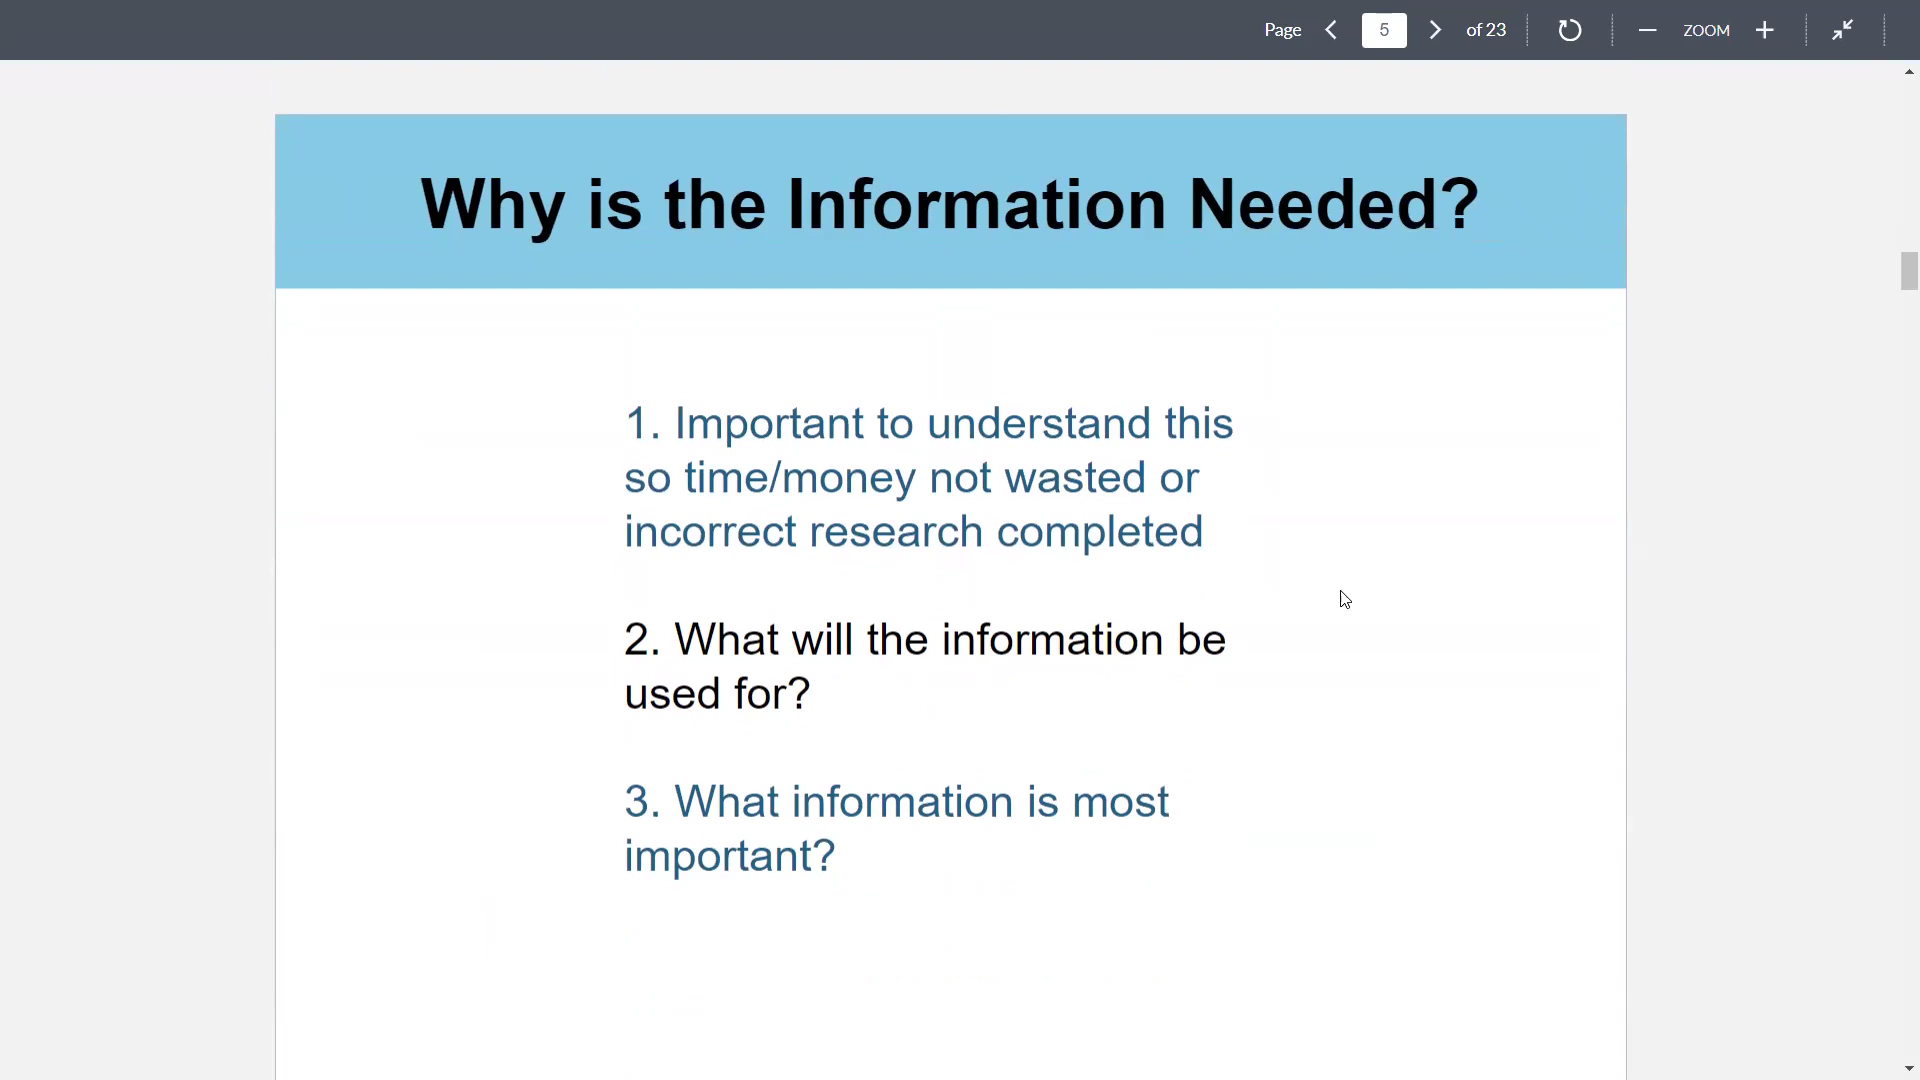 Page 5 of 23 ZOOM
Why is the Information Needed?
1. Important to understand this
so time/money not wasted or
incorrect research completed
2. What will the information be
used for?
3. What information is most
important?